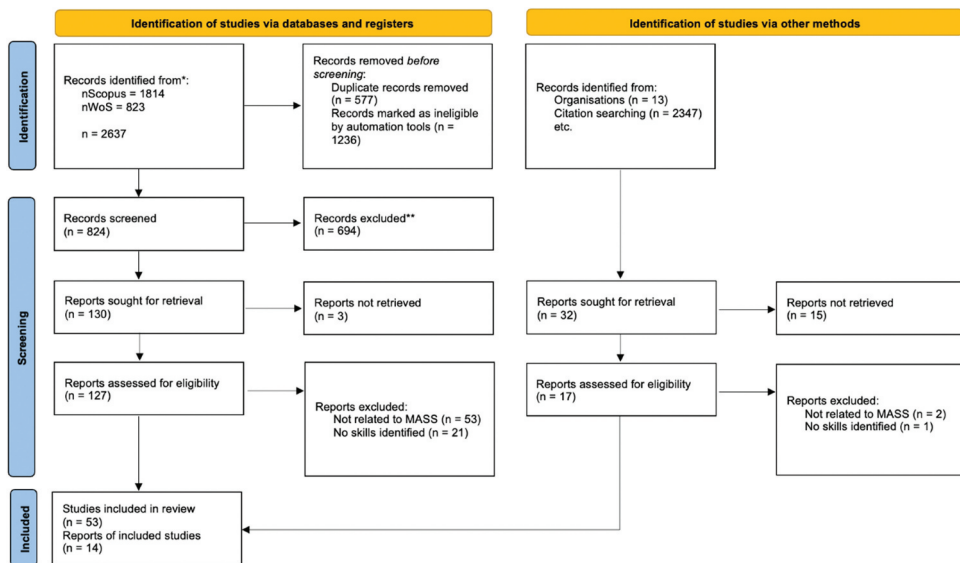 Identification of studies via databases and registers
Identification of studies via other methods
Identification
Records identified from*:
nScopus = 1814
nWoS = 823
n = 2637
Records removed before
screening:
Duplicate records removed
(n = 577)
Records marked as ineligible
by automation tools (n =
1236)
Records identified from:
Organisations (n = 13)
Citation searching (n = 2347)
etc.
Screening
Records screened
(n = 824)
Records excluded**
(n = 694)
Reports sought for retrieval
(n = 130)
Reports not retrieved
(n = 3)
Reports sought for retrieval
(n = 32)
Reports not retrieved
(n = 15)
Reports assessed for eligibility
(n = 127)
Reports excluded:
Not related to MASS (n = 53)
No skills identified (n = 21)
Reports assessed for eligibility
(n = 17)
Reports excluded:
Not related to MASS (n = 2)
No skills identified (n = 1)
Included
Studies included in review
(n = 53)
Reports of included studies
(n = 14)